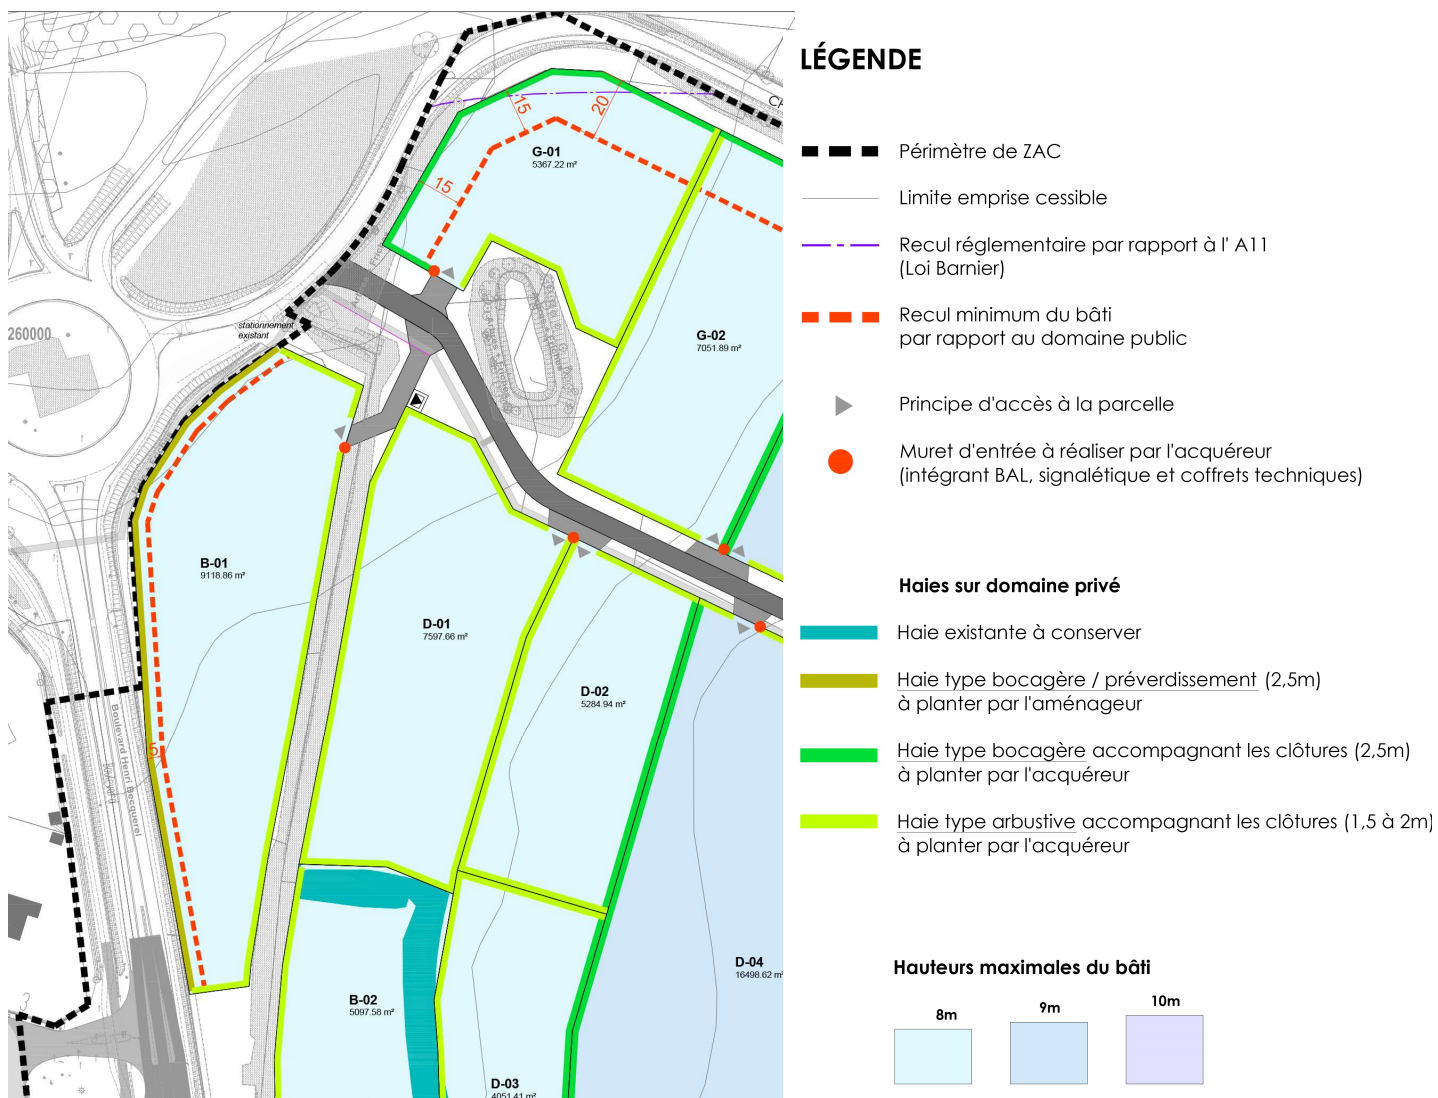 LÉGENDE
Périmètre de ZAC
Limite emprise cessible
Recul réglementaire par rapport à l' A11
(Loi Barnier)
Recul minimum du bâti
par rapport au domaine public
Principe d'accès à la parcelle
Muret d'entrée à réaliser par l'acquéreur
(intégrant BAL, signalétique et coffrets techniques)
Haies sur domaine privé
Haie existante à conserver
Haie type bocagère / préverdissement (2,5m)
à planter par l'aménageur
Haie type bocagère accompagnant les clôtures (2,5m)
à planter par l'acquéreur
Haie type arbustive accompagnant les clôtures (1,5 à 2m)
à planter par l'acquéreur
Hauteurs maximales du bâti
8m
9m
10m
15
20
15
G-01
5367.22 m²
G-02
7051.89 m²
260000
stationnement
existant
B-01
9118.86 m²
D-01
7597.66 m²
D-02
5284.94 m²
5
Boulevard Henri Becquerel
D-04
16498.62 m²
B-02
5097.58 m²
D-03
4051.41 m²